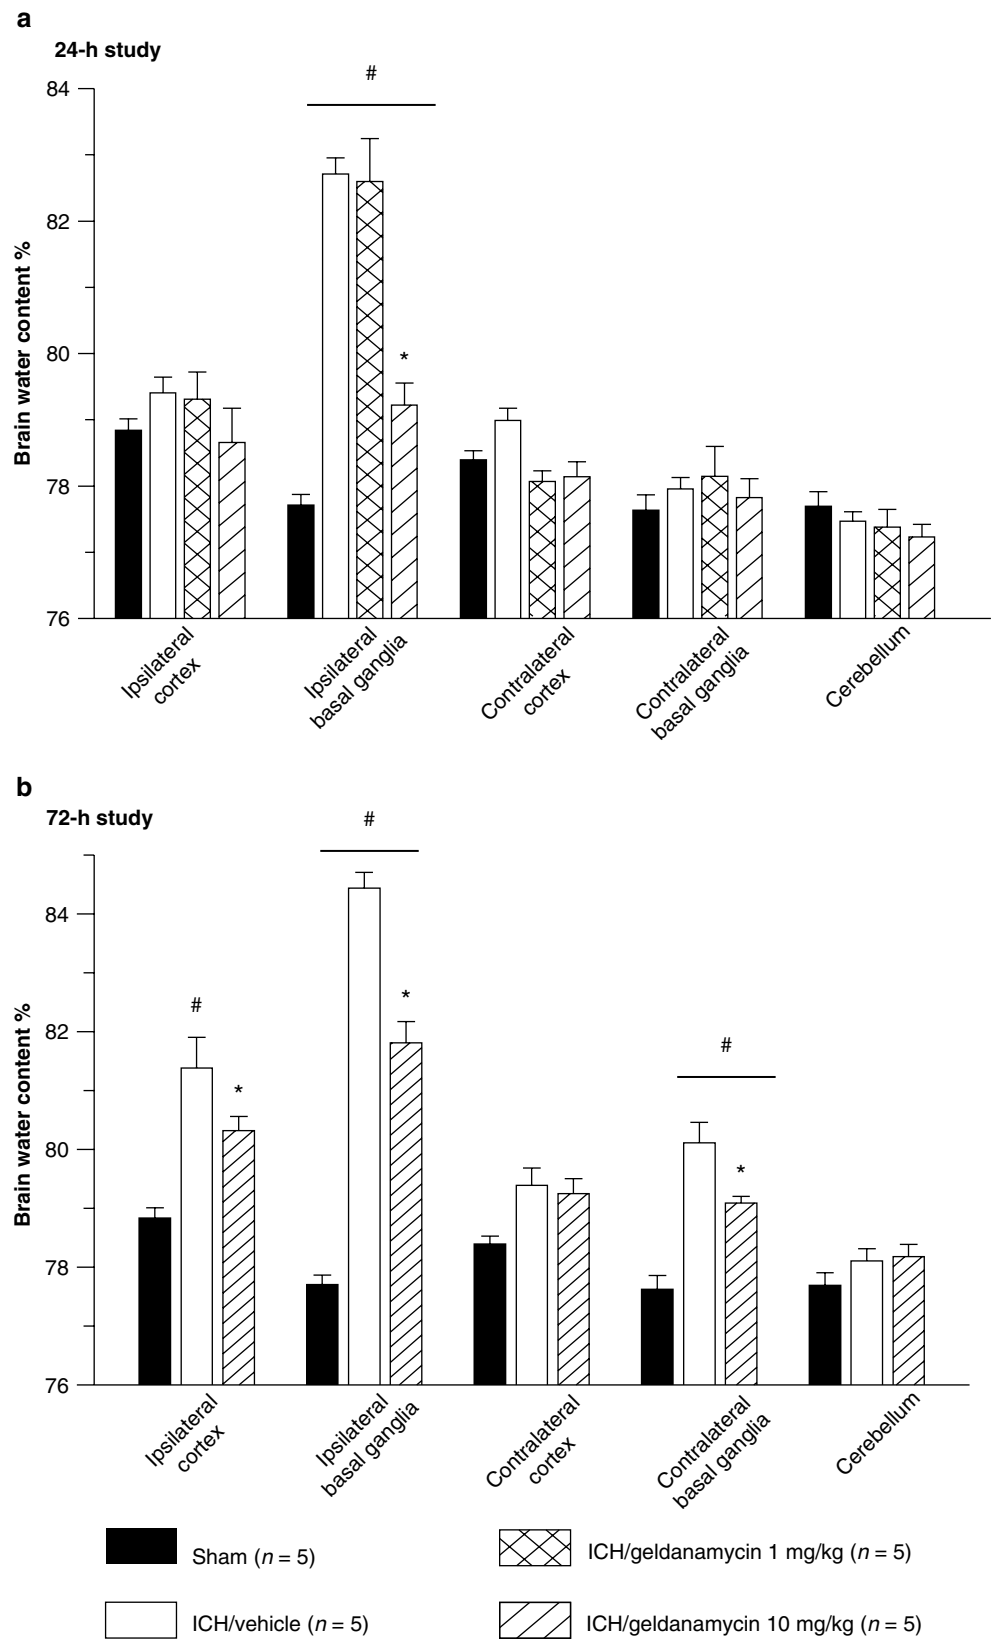 a
24-h study
#
84
82
*
80
78
76
Brain water content %
Ipsilateral
cortex
Ipsilateral
basal ganglia
Contralateral
cortex
Contralateral
basal ganglia
Cerebellum
b
72-h study
#
84
*
#
82
#
*
*
80
78
76
Brain water content %
Ipsilateral
cortex
Ipsilateral
basal ganglia
Contralateral
cortex
Contralateral
basal ganglia
Cerebellum
Sham (n = 5)
ICH/geldanamycin 1 mg/kg (n = 5)
ICH/vehicle (n = 5)
ICH/geldanamycin 10 mg/kg (n = 5)